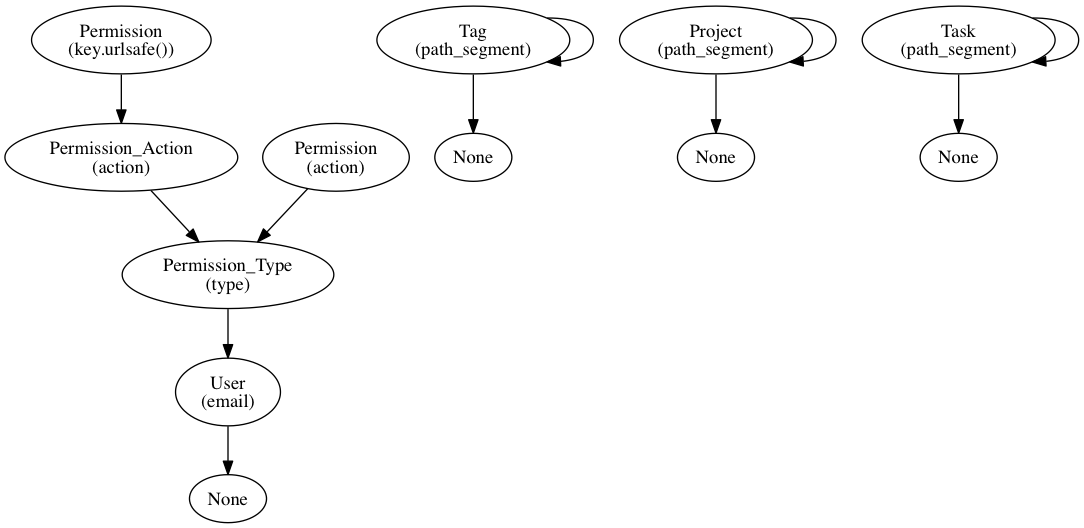 Permission
(key.urlsafe())
Tag
(path_segment)
Project
(path_segment)
Task
(path_segment)
Permission_Action
(action)
Permission
(action)
None
None
None
Permission_Type
(type)
User
(email)
None